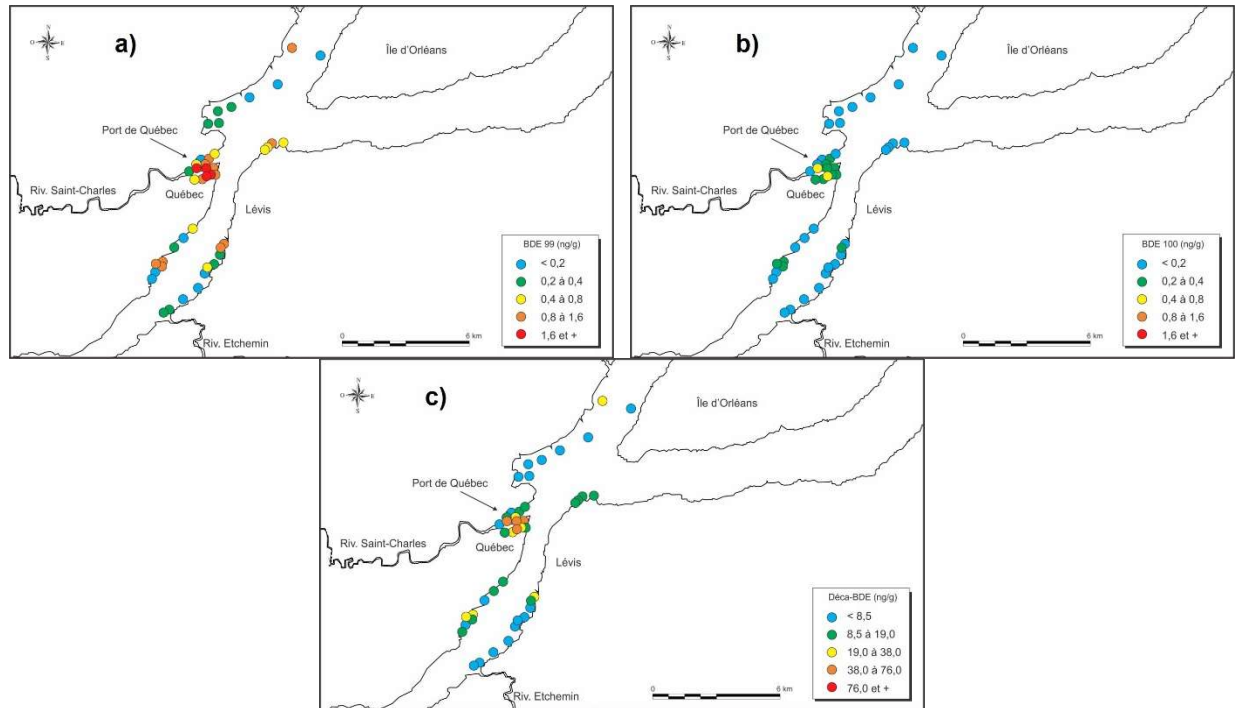 a)
N
E
S
Île d'Orléans
Port de Québec
Riv. Saint-Charles
Québec
Lévis
Riv. Etchemin
BDE 99 (ng/g)
< 0,2
0,2 à 0,4
0,4 à 0,8
0,8 à 1,6
1,6 et +
0
6 km
b)
N
E
S
Île d'Orléans
Port de Québec
Riv. Saint-Charles
Québec
Lévis
Riv. Etchemin
BDE 100 (ng/g)
< 0,2
0,2 à 0,4
0,4 à 0,8
0,8 à 1,6
1,6 et +
0
6 km
c)
N
E
S
Île d'Orléans
Port de Québec
Riv. Saint-Charles
Québec
Lévis
Riv. Etchemin
Déca-BDE (ng/g)
< 8,5
8,5 à 19,0
19,0 à 38,0
38,0 à 76,0
76,0 et +
0
6 km